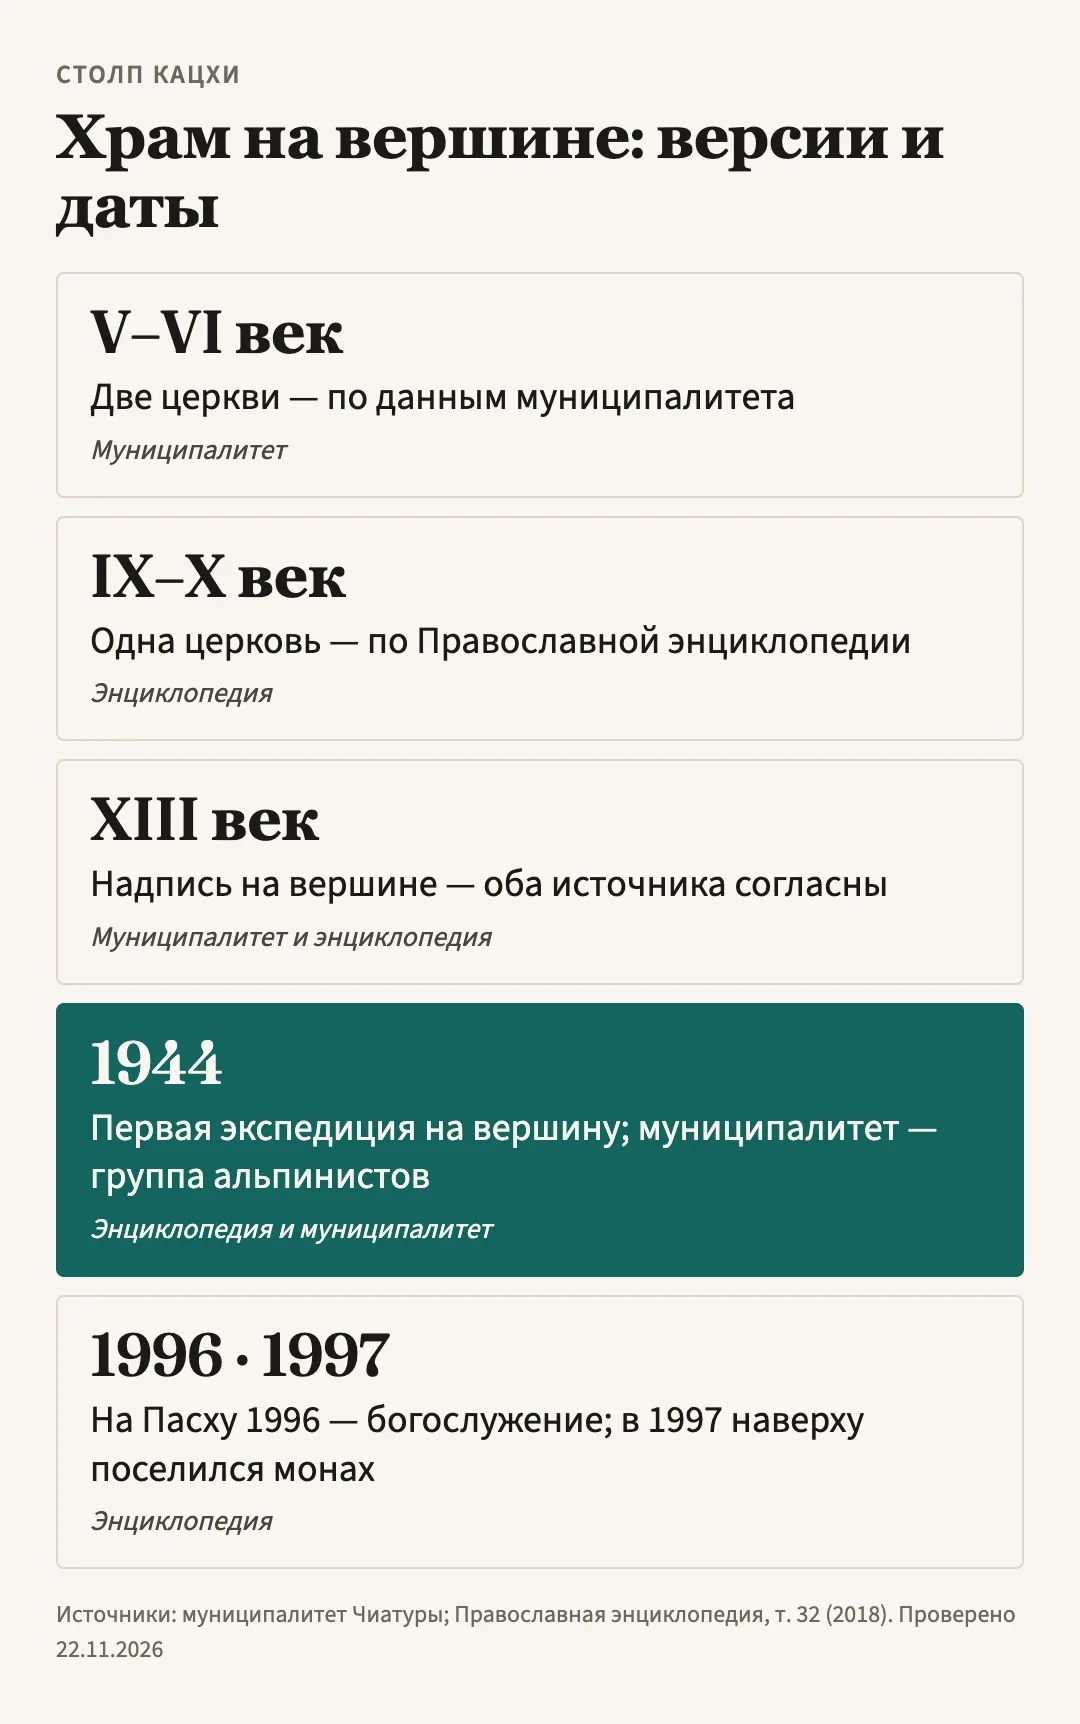 СТОЛП КАЦХИ
Храм на вершине: версии и
даты
V–VI век
Две церкви — по данным муниципалитета
Муниципалитет
IX–X век
Одна церковь — по Православной энциклопедии
Энциклопедия
XIII век
Надпись на вершине — оба источника согласны
Муниципалитет и энциклопедия
1944
Первая экспедиция на вершину; муниципалитет —
группа альпинистов
Энциклопедия и муниципалитет
1996 · 1997
На Пасху 1996 — богослужение; в 1997 наверху
поселился монах
Энциклопедия
Источники: муниципалитет Чиатуры; Православная энциклопедия, т. 32 (2018). Проверено
22.11.2026